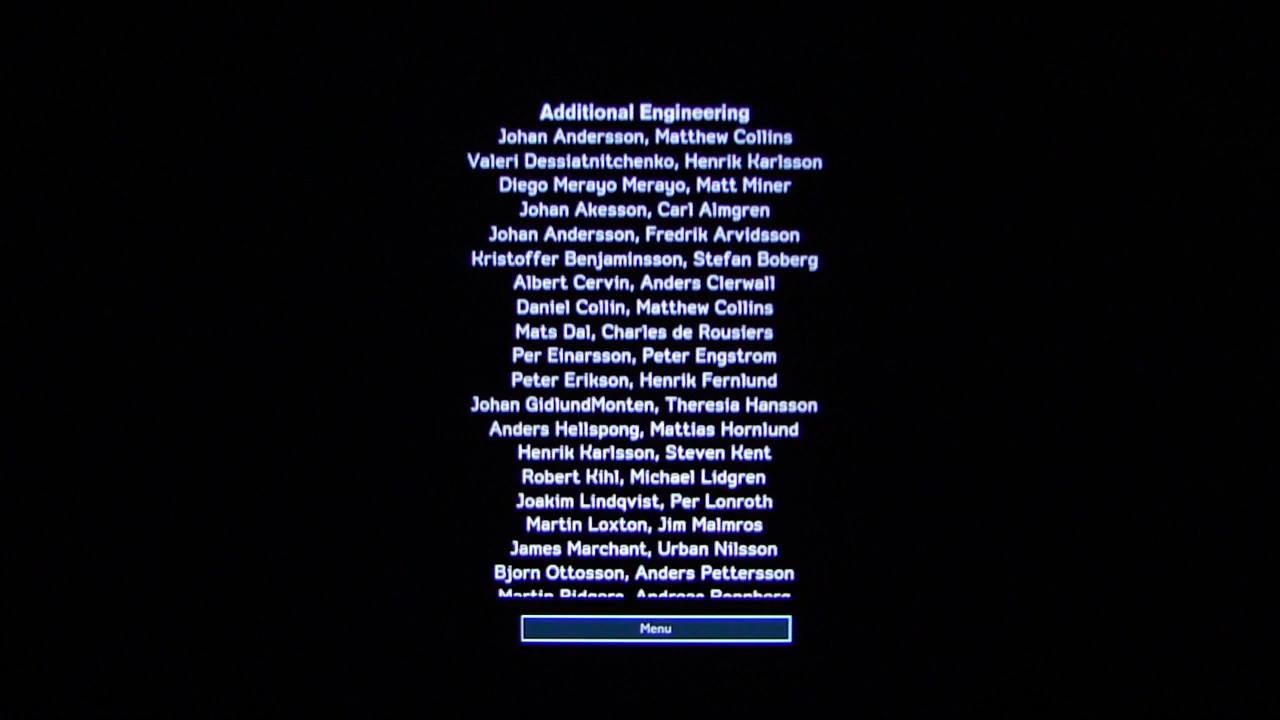 Additional Engineering
Johan Andersson, Matthew Collins
Valeri Dessiatnitchenko, Henrik Karlsson
Diego Merayo Merayo, Matt Miner
Johan Akesson, Carl Almgren
Johan Andersson, Fredrik Arvidsson
Kristoffer Benjaminsson, Stefan Boberg
Albert Cervin, Anders Clerwall
Daniel Collin, Matthew Collins
Mats Dal, Charles de Rousiers
Per Einarsson, Peter Engstrom
Peter Erikson, Henrik Fernlund
Johan GidlundMonten, Theresia Hansson
Anders Hellspong, Mattias Hornlund
Henrik Karlsson, Steven Kent
Robert Kihl, Michael Lidgren
Joakim Lindqvist, Per Lonroth
Martin Loxton, Jim Malmros
James Marchant, Urban Nilsson
Bjorn Ottosson, Anders Pettersson
Martin Andreas
Menu